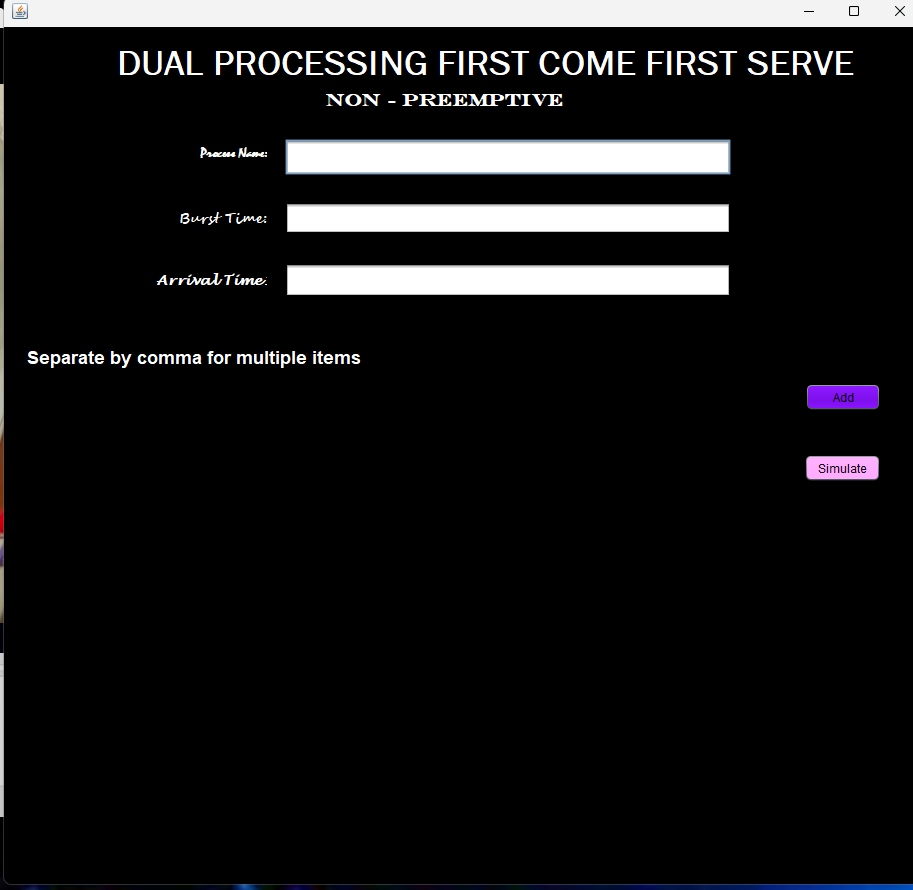 DUAL PROCESSING FIRST COME FIRST SERVE
NON - PREEMPTIVE
Process Name:
Burst Time:
Arrival Time:
Separate by comma for multiple items
Add
Simulate